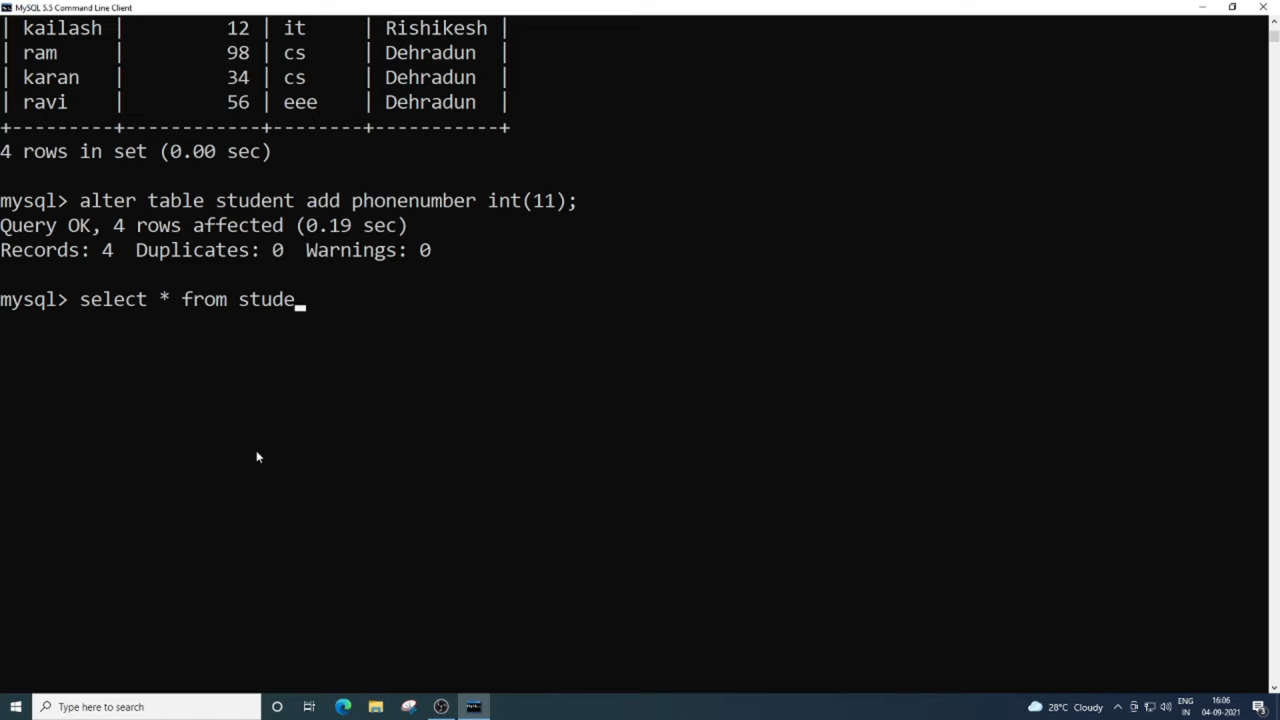 MySQL 5.5 Command Line Client
| kailash | 12 | it | Rishikesh |
| ram | 98 | cs | Dehradun |
| karan | 34 | cs | Dehradun |
| ravi | 56 | eee | Dehradun |
+---------+------------+--------+-----------+
4 rows in set (0.00 sec)
mysql> alter table student add phonenumber int(11);
Query OK, 4 rows affected (0.19 sec)
Records: 4  Duplicates: 0  Warnings: 0
mysql> select * from stude_
Type here to search
28°C Cloudy
ENG
IN
16:06
04-09-2021
3